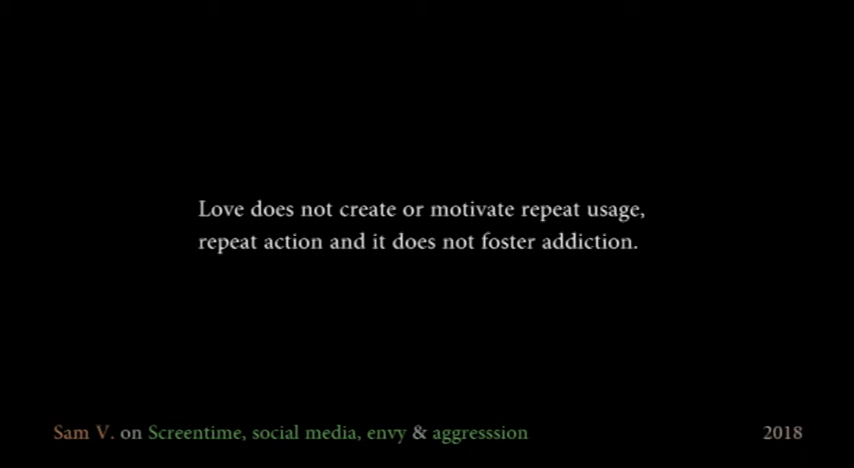 Love does not create or motivate repeat usage,
repeat action and it does not foster addiction.
Sam V. on Screentime, social media, envy & aggresssion 2018